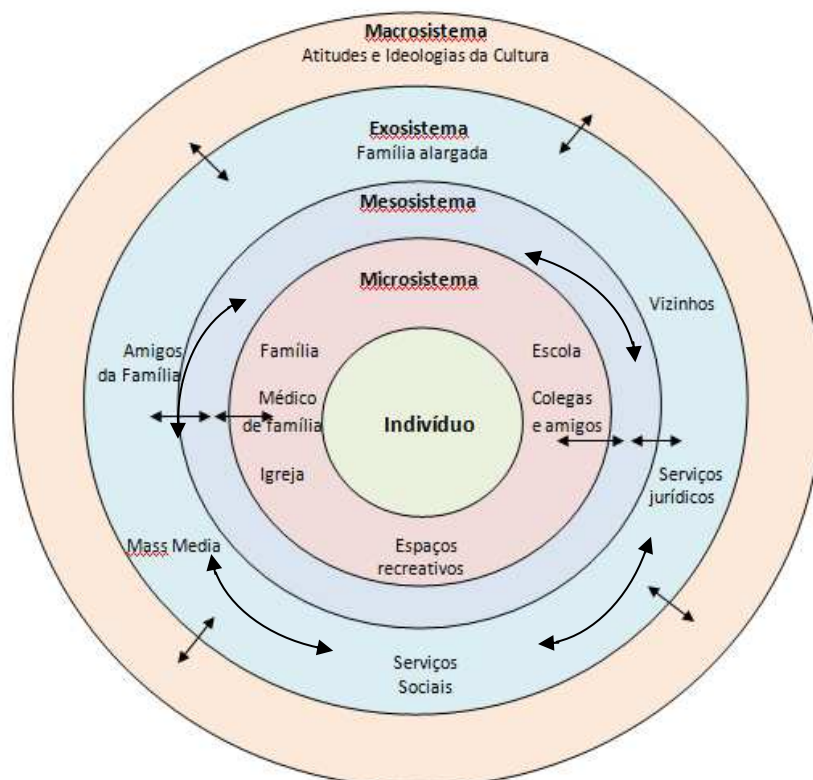 Macrosistema
Atitudes e Ideologias da Cultura
Exosistema
Família alargada
Mesosistema
Microsistema
Vizinhos
Amigos
da Família
Família
Escola
Médico
de família
Colegas
e amigos
Indivíduo
Igreja
Serviços
jurídicos
Mass Media
Espaços
recreativos
Serviços
Sociais